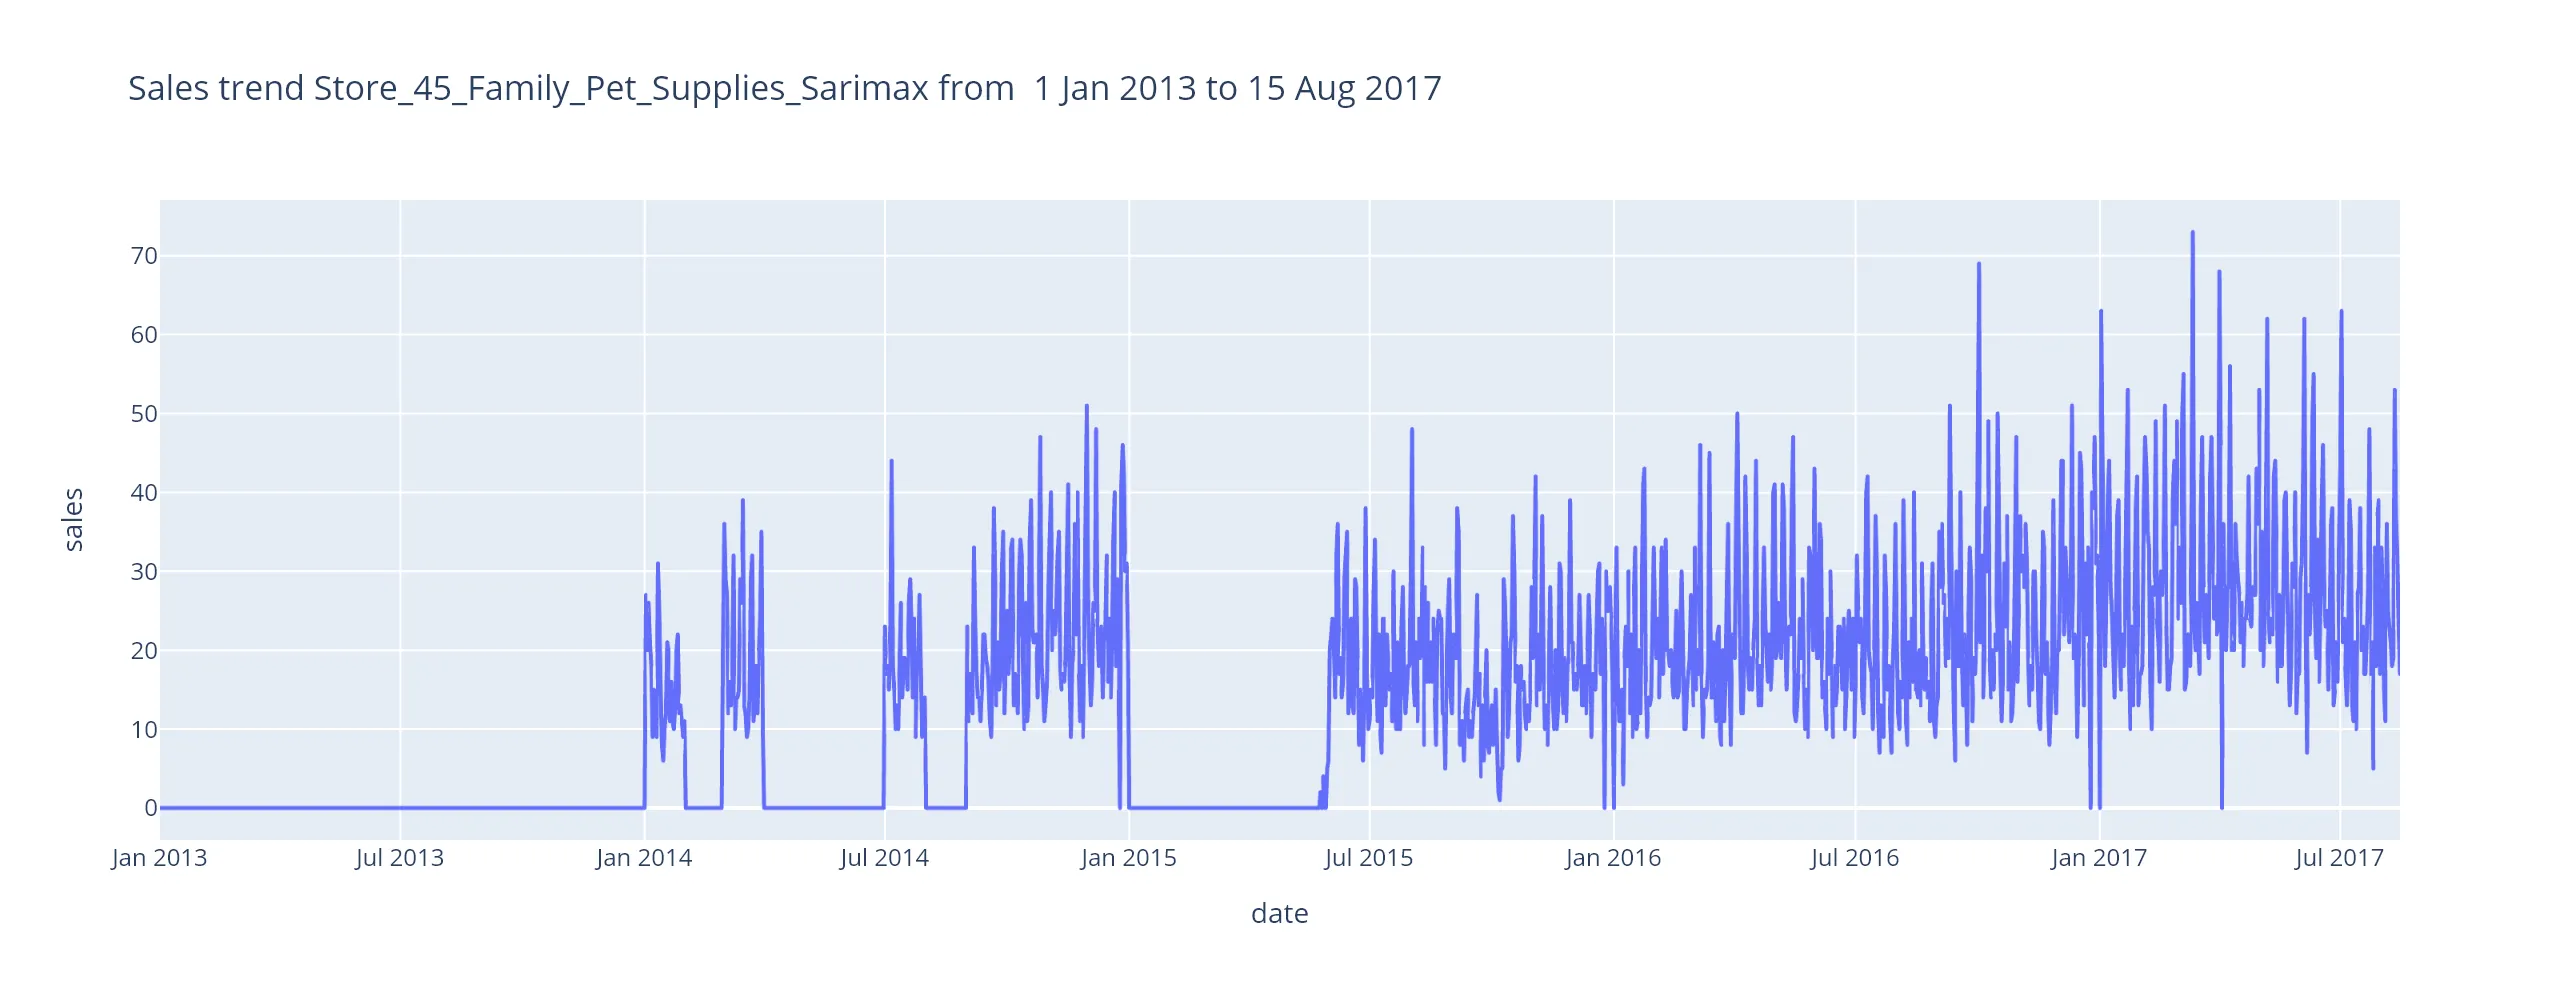 Sales trend Store_45_Family_Pet_Supplies_Sarimax from  1 Jan 2013 to 15 Aug 2017
70
60
50
40
30
20
10
0
sales
Jan 2013 Jul 2013 Jan 2014 Jul 2014 Jan 2015 Jul 2015 Jan 2016 Jul 2016 Jan 2017 Jul 2017
date